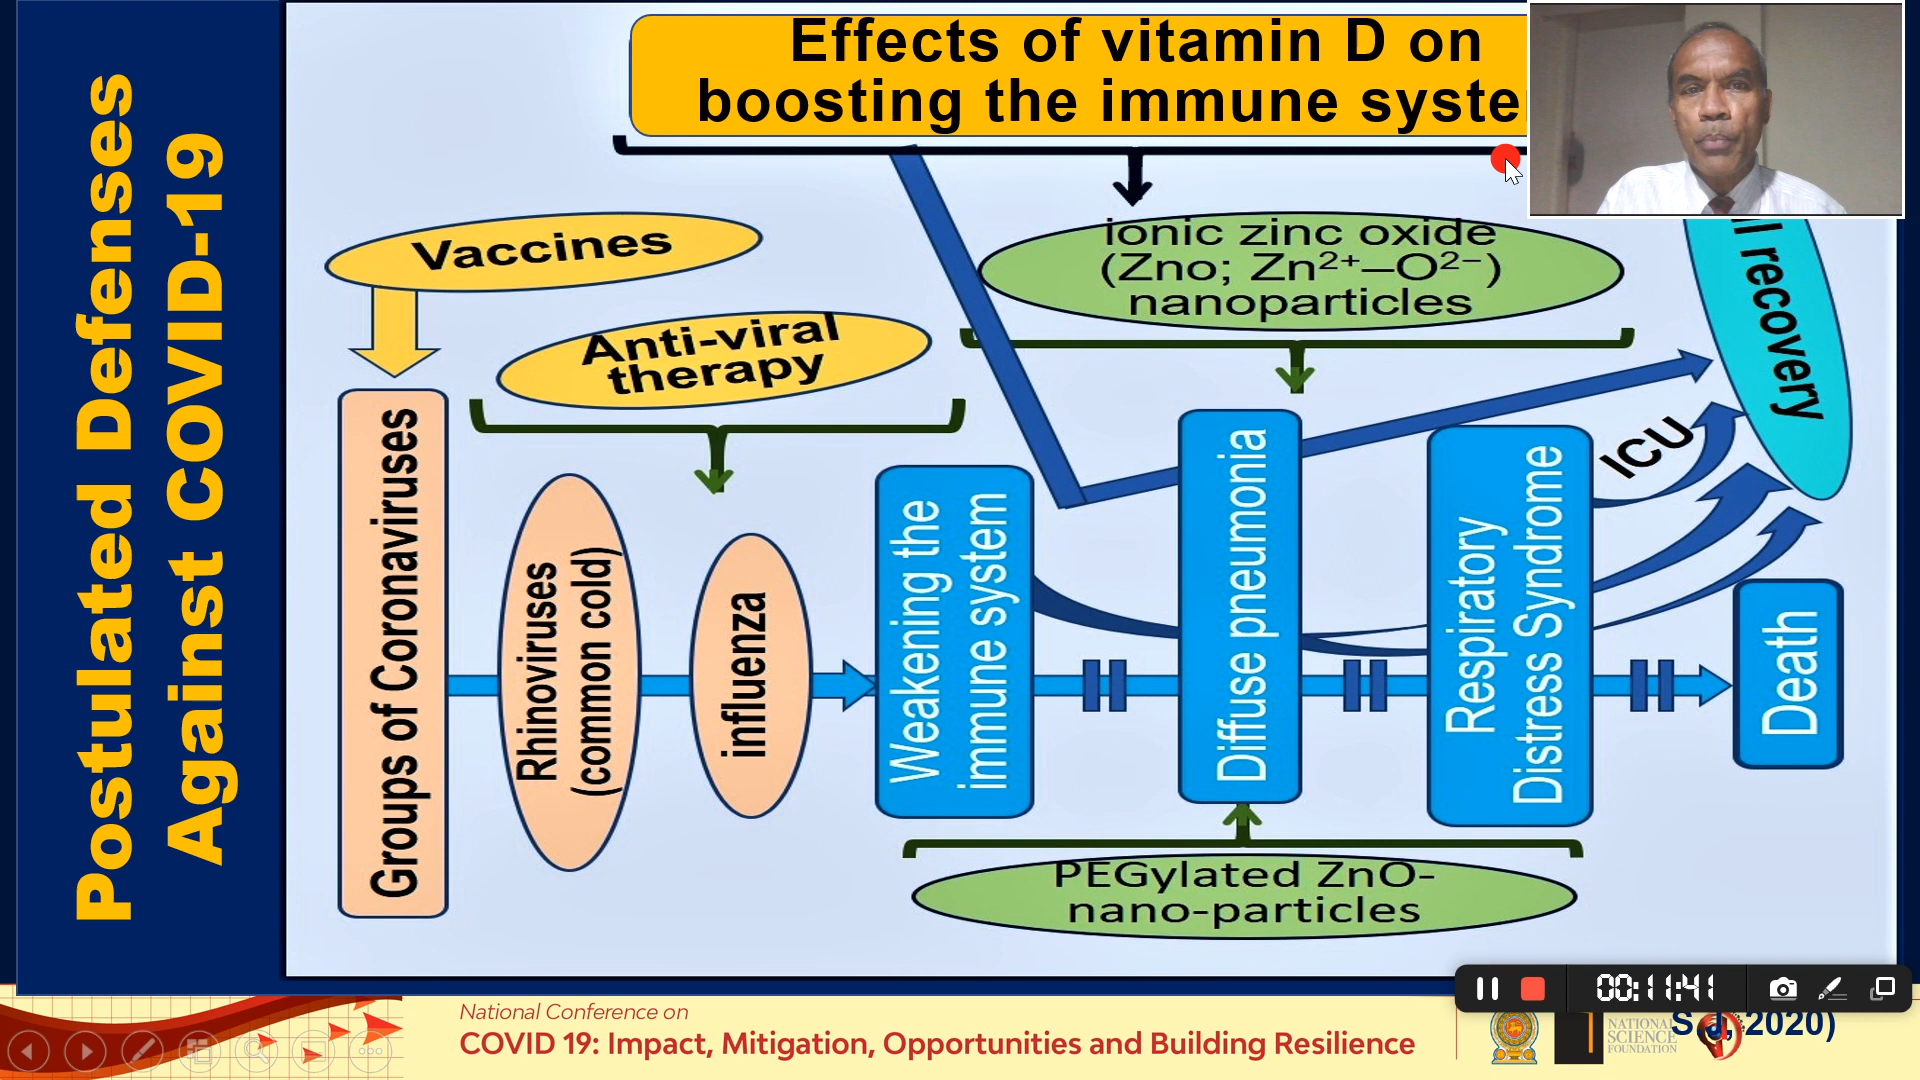 Postulated Defenses
Against COVID-19
Effects of vitamin D on
boosting the immune syste
Vaccines
Anti-viral
therapy
ionic zinc oxide
(Zno; Zn²⁺–O²⁻)
nanoparticles
recovery
ICU
Groups of Coronaviruses
Rhinoviruses
(common cold)
influenza
Weakening the
immune system
Diffuse pneumonia
Respiratory
Distress Syndrome
Death
PEGylated ZnO-
nano-particles
00:11:41
National Conference on
COVID 19: Impact, Mitigation, Opportunities and Building Resilience
NATIONAL
SCIENCE
FOUNDATION
2020)